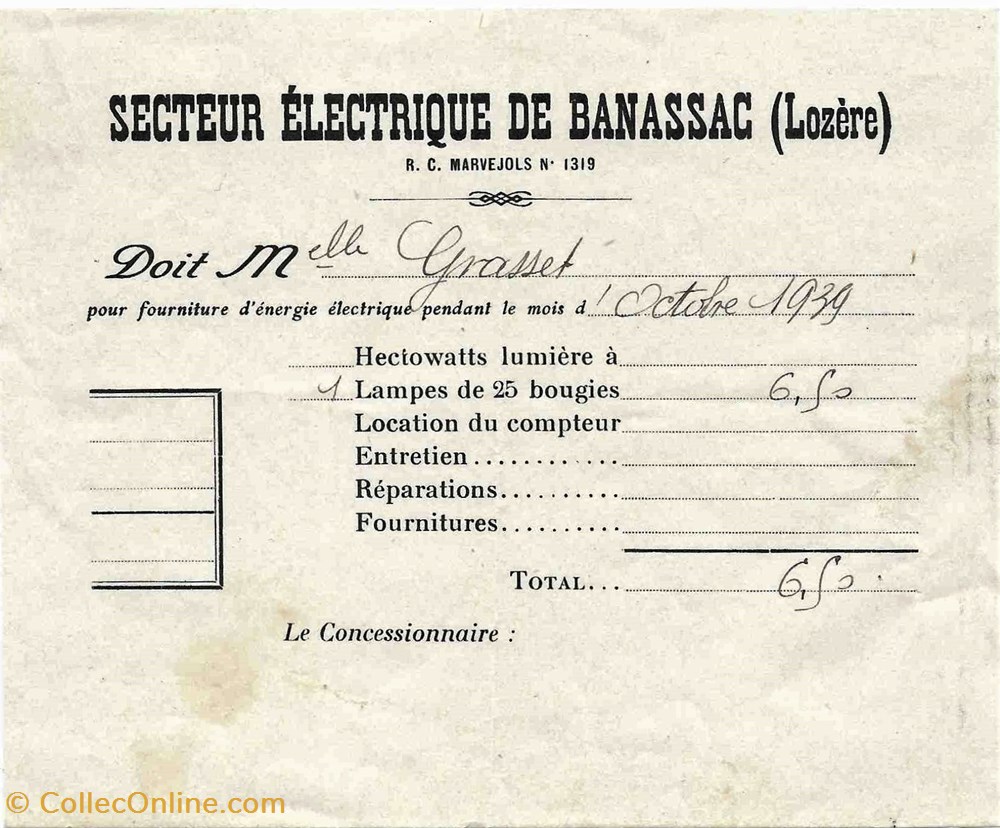 SECTEUR ÉLECTRIQUE DE BANASSAC (Lozère)
R. C. MARVEJOLS N° 1319
Doit Melle Grasset
pour fourniture d'énergie électrique pendant le mois d' Octobre 1939
Hectowatts lumière à
1 Lampes de 25 bougies 6,50
Location du compteur
Entretien............
Réparations..........
Fournitures..........
TOTAL... 6,50
Le Concessionnaire :
© CollecOnline.com